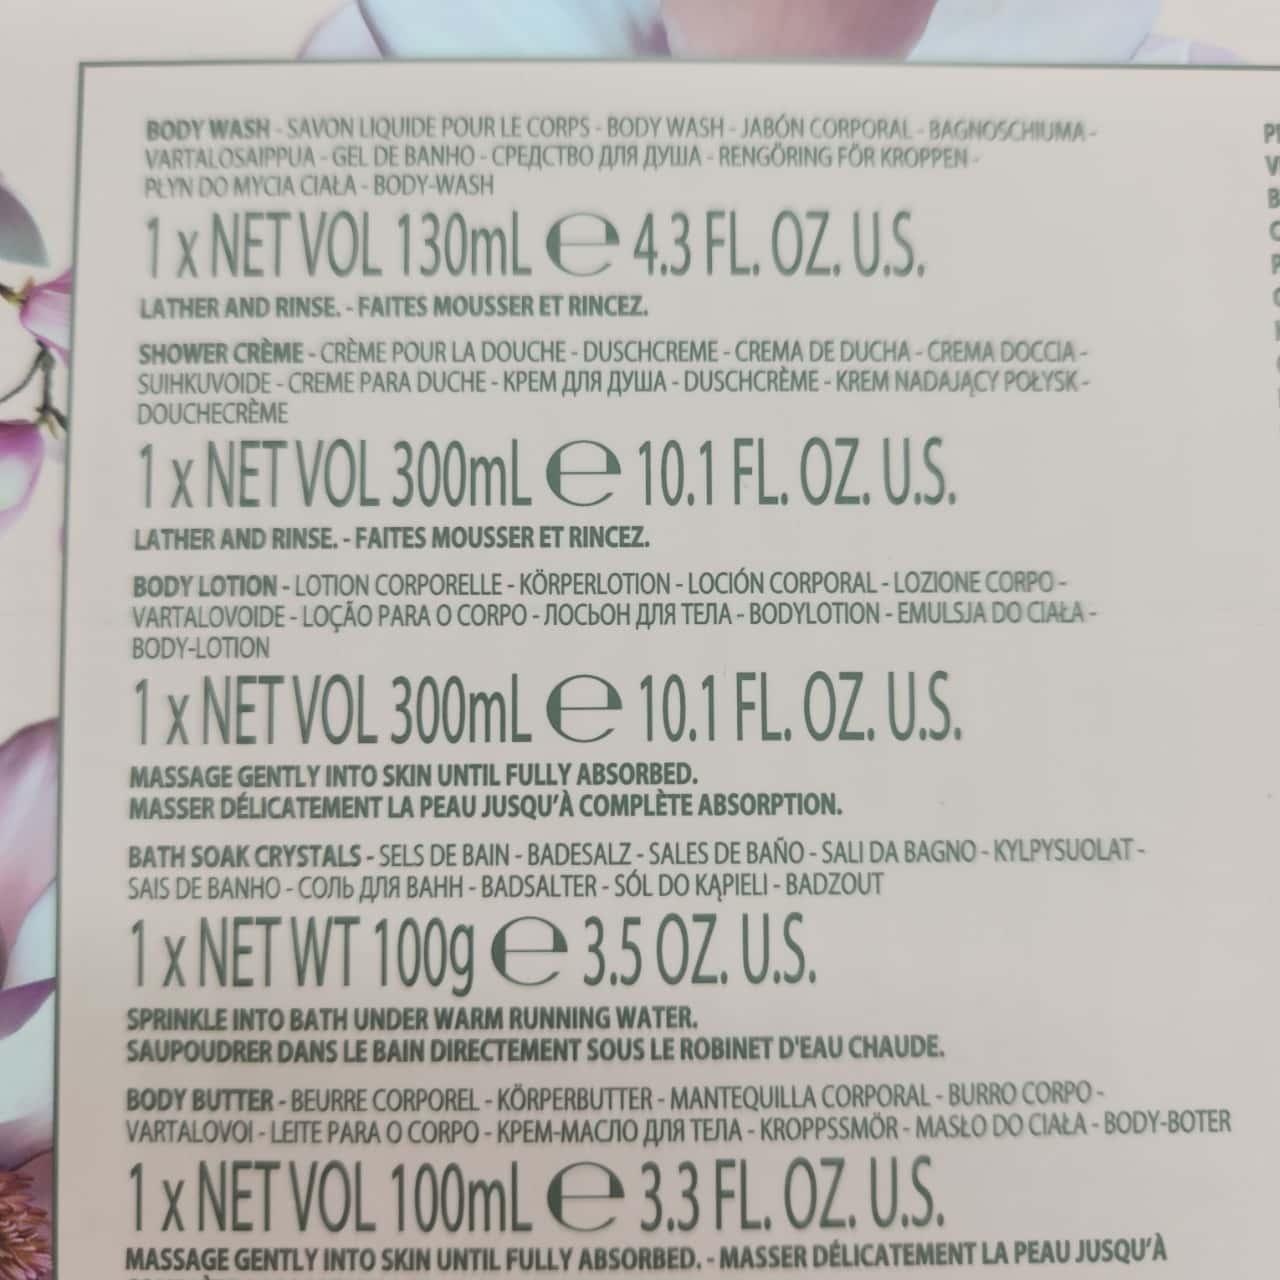 BODY WASH - SAVON LIQUIDE POUR LE CORPS - BODY WASH - JABÓN CORPORAL - BAGNOSCHIUMA -
VARTALOSAIPPUA - GEL DE BANHO - СРЕДСТВО ДЛЯ ДУША - RENGÖRING FÖR KROPPEN -
PŁYN DO MYCIA CIAŁA - BODY-WASH
1 x NET VOL 130mL ℮ 4.3 FL. OZ. U.S.
LATHER AND RINSE. - FAITES MOUSSER ET RINCEZ.
SHOWER CRÈME - CRÈME POUR LA DOUCHE - DUSCHCREME - CREMA DE DUCHA - CREMA DOCCIA -
SUIHKUVOIDE - CREME PARA DUCHE - КРЕМ ДЛЯ ДУША - DUSCHCRÈME - KREM NADAJĄCY POŁYSK -
DOUCHECRÈME
1 x NET VOL 300mL ℮ 10.1 FL. OZ. U.S.
LATHER AND RINSE. - FAITES MOUSSER ET RINCEZ.
BODY LOTION - LOTION CORPORELLE - KÖRPERLOTION - LOCIÓN CORPORAL - LOZIONE CORPO -
VARTALOVOIDE - LOÇÃO PARA O CORPO - ЛОСЬОН ДЛЯ ТЕЛА - BODYLOTION - EMULSJA DO CIAŁA -
BODY-LOTION
1 x NET VOL 300mL ℮ 10.1 FL. OZ. U.S.
MASSAGE GENTLY INTO SKIN UNTIL FULLY ABSORBED.
MASSER DÉLICATEMENT LA PEAU JUSQU'À COMPLÈTE ABSORPTION.
BATH SOAK CRYSTALS - SELS DE BAIN - BADESALZ - SALES DE BAÑO - SALI DA BAGNO - KYLPYSUOLAT -
SAIS DE BANHO - СОЛЬ ДЛЯ ВАНН - BADSALTER - SÓL DO KĄPIELI - BADZOUT
1 x NET WT 100g ℮ 3.5 OZ. U.S.
SPRINKLE INTO BATH UNDER WARM RUNNING WATER.
SAUPOUDRER DANS LE BAIN DIRECTEMENT SOUS LE ROBINET D'EAU CHAUDE.
BODY BUTTER - BEURRE CORPOREL - KÖRPERBUTTER - MANTEQUILLA CORPORAL - BURRO CORPO -
VARTALOVOI - LEITE PARA O CORPO - КРЕМ-МАСЛО ДЛЯ ТЕЛА - KROPPSSMÖR - MASŁO DO CIAŁA - BODY-BOTER
1 x NET VOL 100mL ℮ 3.3 FL. OZ. U.S.
MASSAGE GENTLY INTO SKIN UNTIL FULLY ABSORBED. - MASSER DÉLICATEMENT LA PEAU JUSQU'À